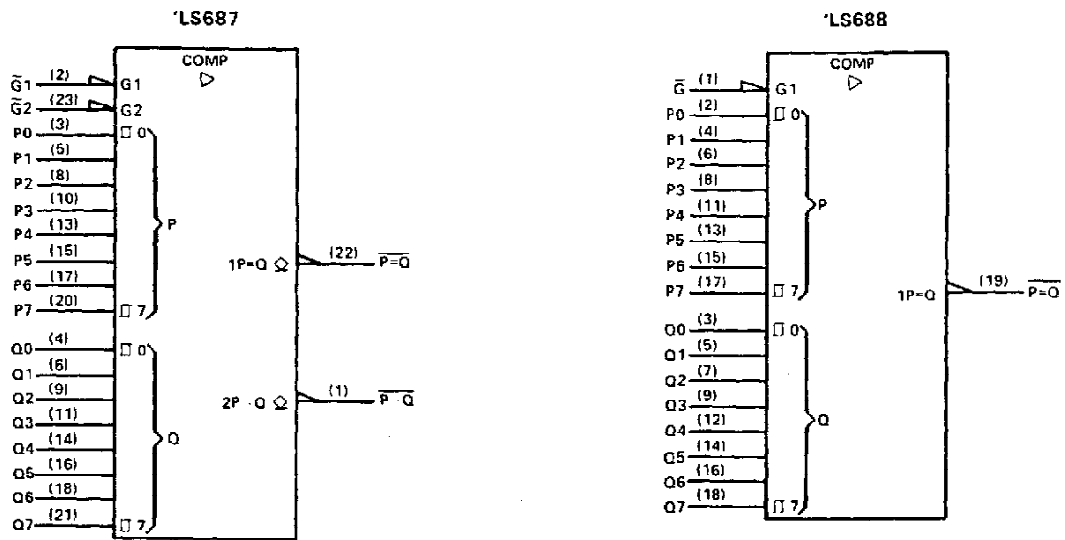 'LS687
COMP
▷
G̅1 (2) G1
G̅2 (23) G2
P0 (3) 0
P1 (5)
P2 (8)
P3 (10)
P4 (13)
P
P5 (15)
P6 (17)
P7 (20) 7
1P=Q (22) P=Q
Q0 (4) 0
Q1 (6)
Q2 (9)
Q3 (11)
Q4 (14)
Q
Q5 (16)
Q6 (18)
Q7 (21) 7
2P Q (1) P Q
'LS688
COMP
▷
G̅ (1) G1
P0 (2) 0
P1 (4)
P2 (6)
P3 (8)
P4 (11)
P
P5 (13)
P6 (15)
P7 (17) 7
1P=Q (19) P=Q
Q0 (3) 0
Q1 (5)
Q2 (7)
Q3 (9)
Q4 (12)
Q
Q5 (14)
Q6 (16)
Q7 (18) 7